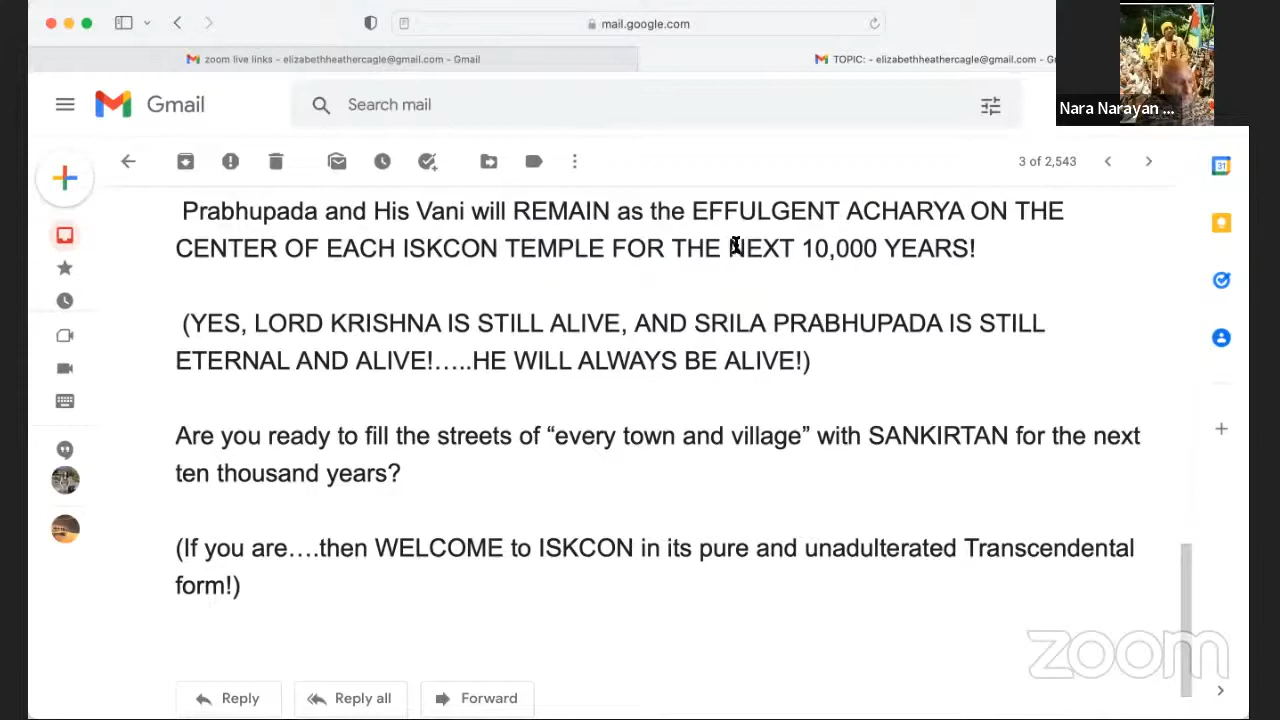 mail.google.com
zoom live links - elizabethheathercagle@gmail.com - Gmail
TOPIC: - elizabethheathercagle@gmail.com - G
Nara Narayan ...
Gmail
Search mail
3 of 2,543
31
Prabhupada and His Vani will REMAIN as the EFFULGENT ACHARYA ON THE
CENTER OF EACH ISKCON TEMPLE FOR THE NEXT 10,000 YEARS!
(YES, LORD KRISHNA IS STILL ALIVE, AND SRILA PRABHUPADA IS STILL
ETERNAL AND ALIVE!…..HE WILL ALWAYS BE ALIVE!)
Are you ready to fill the streets of “every town and village” with SANKIRTAN for the next
ten thousand years?
(If you are….then WELCOME to ISKCON in its pure and unadulterated Transcendental
form!)
zoom
Reply
Reply all
Forward